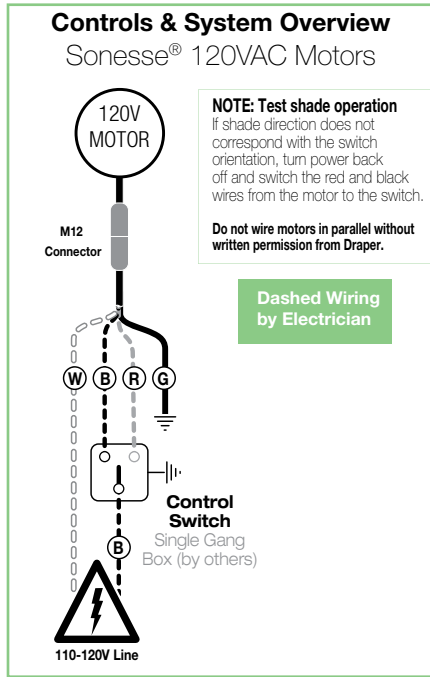 Controls & System Overview
Sonesse® 120VAC Motors
120V
MOTOR
NOTE: Test shade operation
If shade direction does not
correspond with the switch
orientation, turn power back
off and switch the red and black
wires from the motor to the switch.
Do not wire motors in parallel without
written permission from Draper.
M12
Connector
Dashed Wiring
by Electrician
W B R G
Control
Switch
Single Gang
Box (by others)
B
110-120V Line